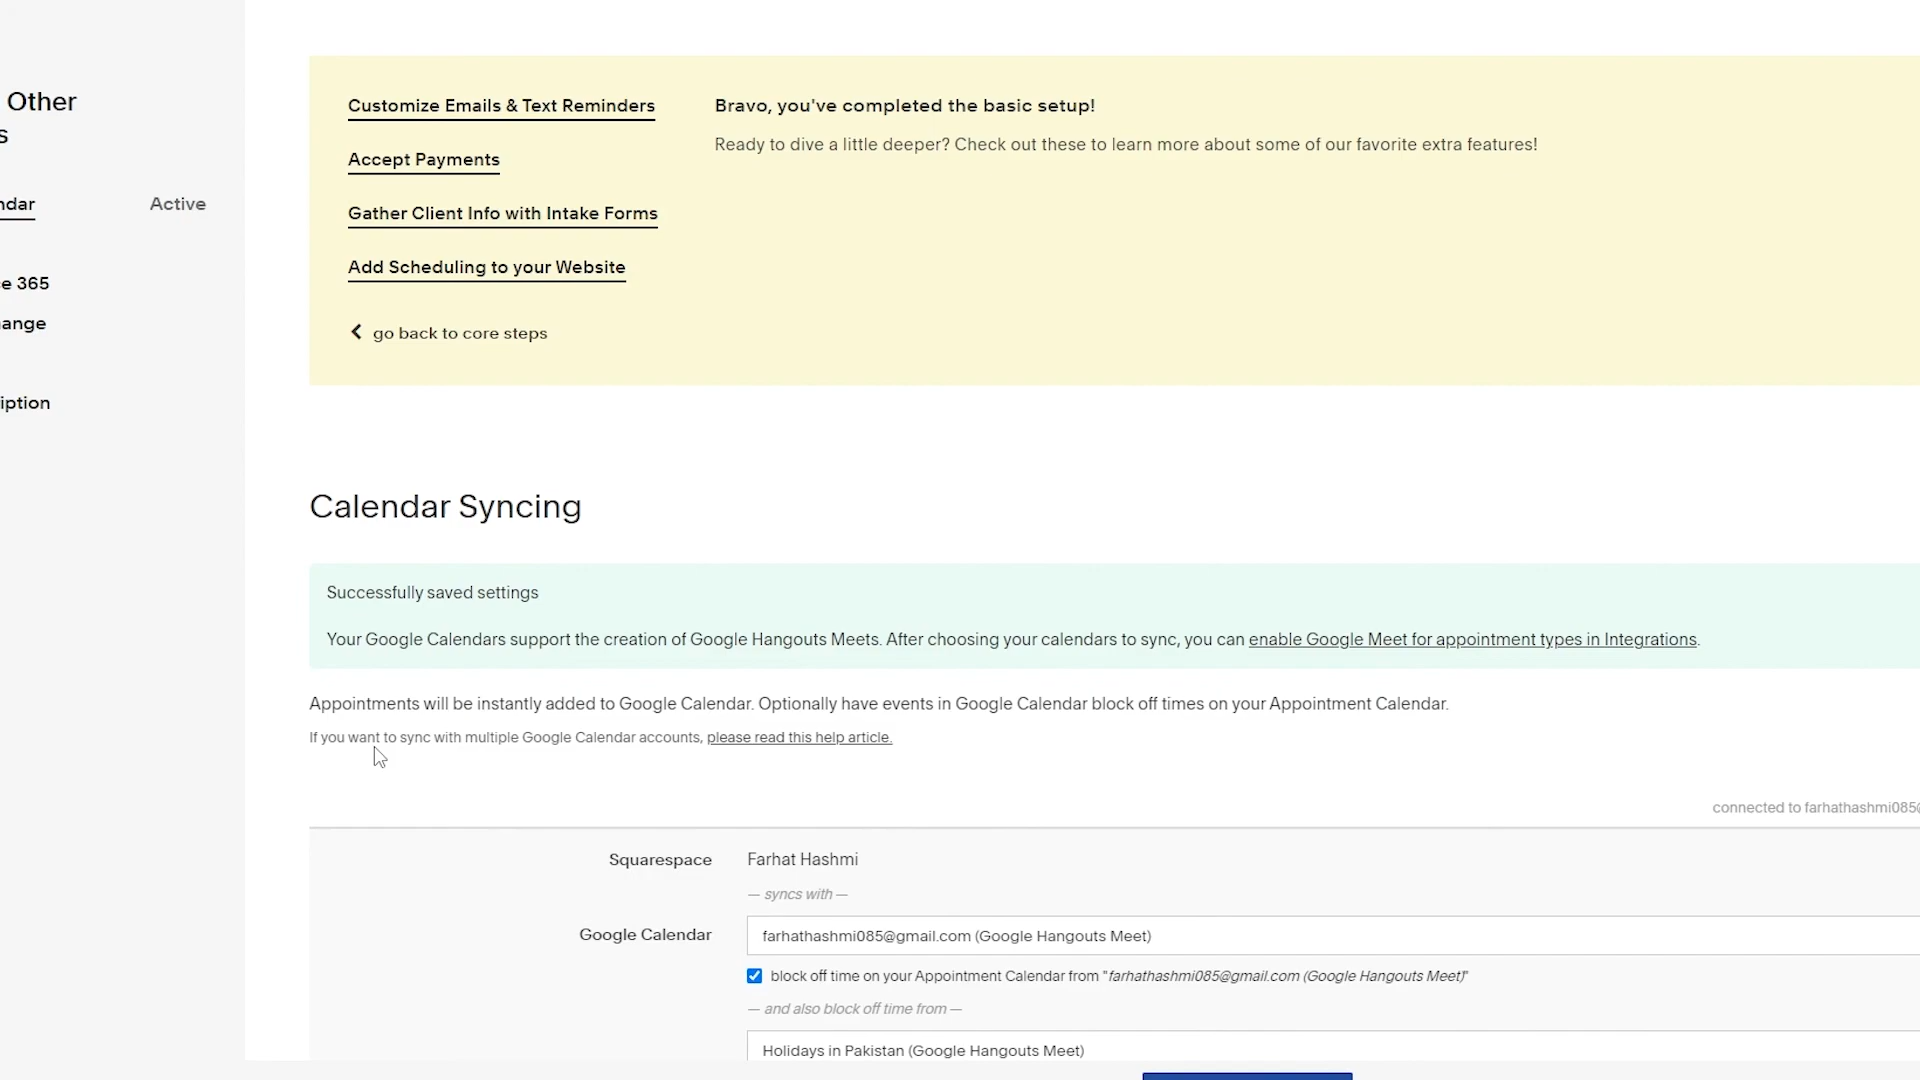 Other
s
ndar
Active
e 365
ange
iption
Customize Emails & Text Reminders
Accept Payments
Gather Client Info with Intake Forms
Add Scheduling to your Website
go back to core steps
Bravo, you've completed the basic setup!
Ready to dive a little deeper? Check out these to learn more about some of our favorite extra features!
Calendar Syncing
Successfully saved settings
Your Google Calendars support the creation of Google Hangouts Meets. After choosing your calendars to sync, you can enable Google Meet for appointment types in Integrations.
Appointments will be instantly added to Google Calendar. Optionally have events in Google Calendar block off times on your Appointment Calendar.
If you want to sync with multiple Google Calendar accounts, please read this help article.
connected to farhathashmi085@
Squarespace
Farhat Hashmi
— syncs with —
Google Calendar
farhathashmi085@gmail.com (Google Hangouts Meet)
block off time on your Appointment Calendar from "farhathashmi085@gmail.com (Google Hangouts Meet)"
— and also block off time from —
Holidays in Pakistan (Google Hangouts Meet)